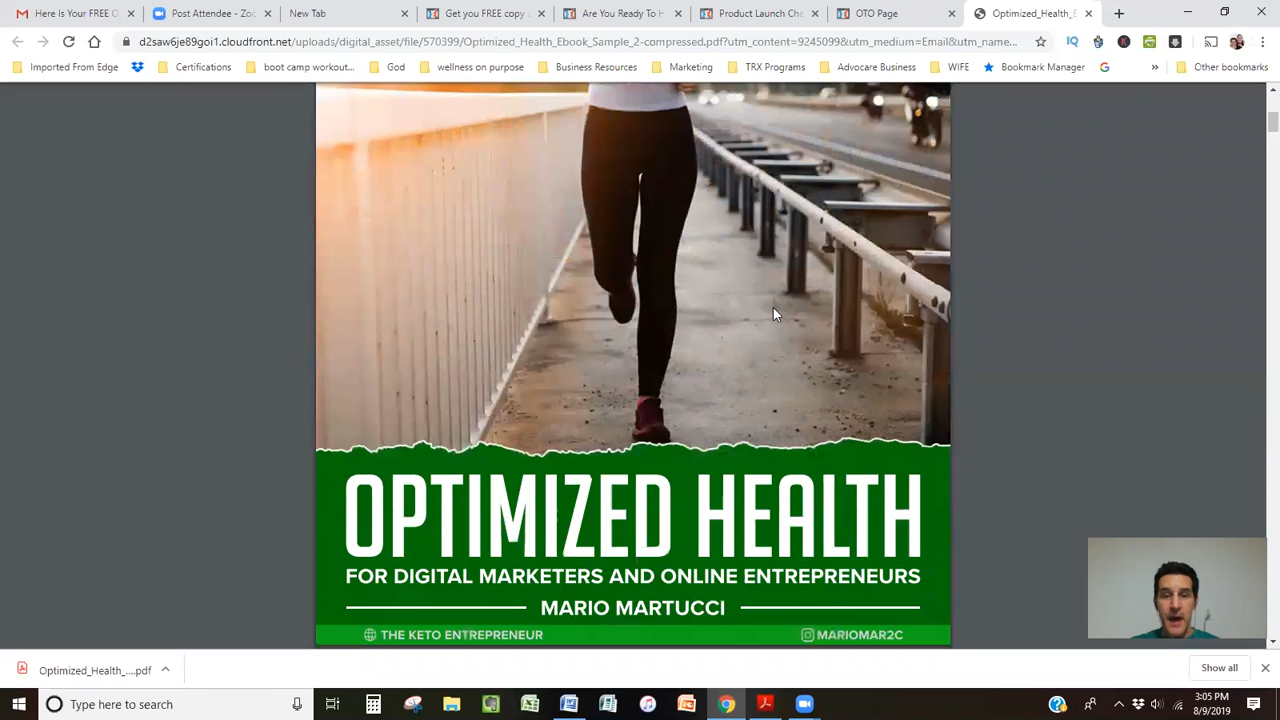 Here Is Your FREE O
Post Attendee - Zoo
New Tab
Get you FREE copy
Are You Ready To H
Product Launch Che
OTO Page
Optimized_Health_E
d2saw6je89goi1.cloudfront.net/uploads/digital_asset/file/570399/Optimized_Health_Ebook_Sample_2-compressed.pdf?utm_content=9245099&utm_medium=Email&utm_name...
Imported From Edge
Certifications
boot camp workout...
God
wellness on purpose
Business Resources
Marketing
TRX Programs
Advocare Business
WIFE
Bookmark Manager
Other bookmarks
OPTIMIZED HEALTH
FOR DIGITAL MARKETERS AND ONLINE ENTREPRENEURS
MARIO MARTUCCI
THE KETO ENTREPRENEUR
MARIOMAR2C
Optimized_Health_....pdf
Show all
Type here to search
3:05 PM
8/9/2019